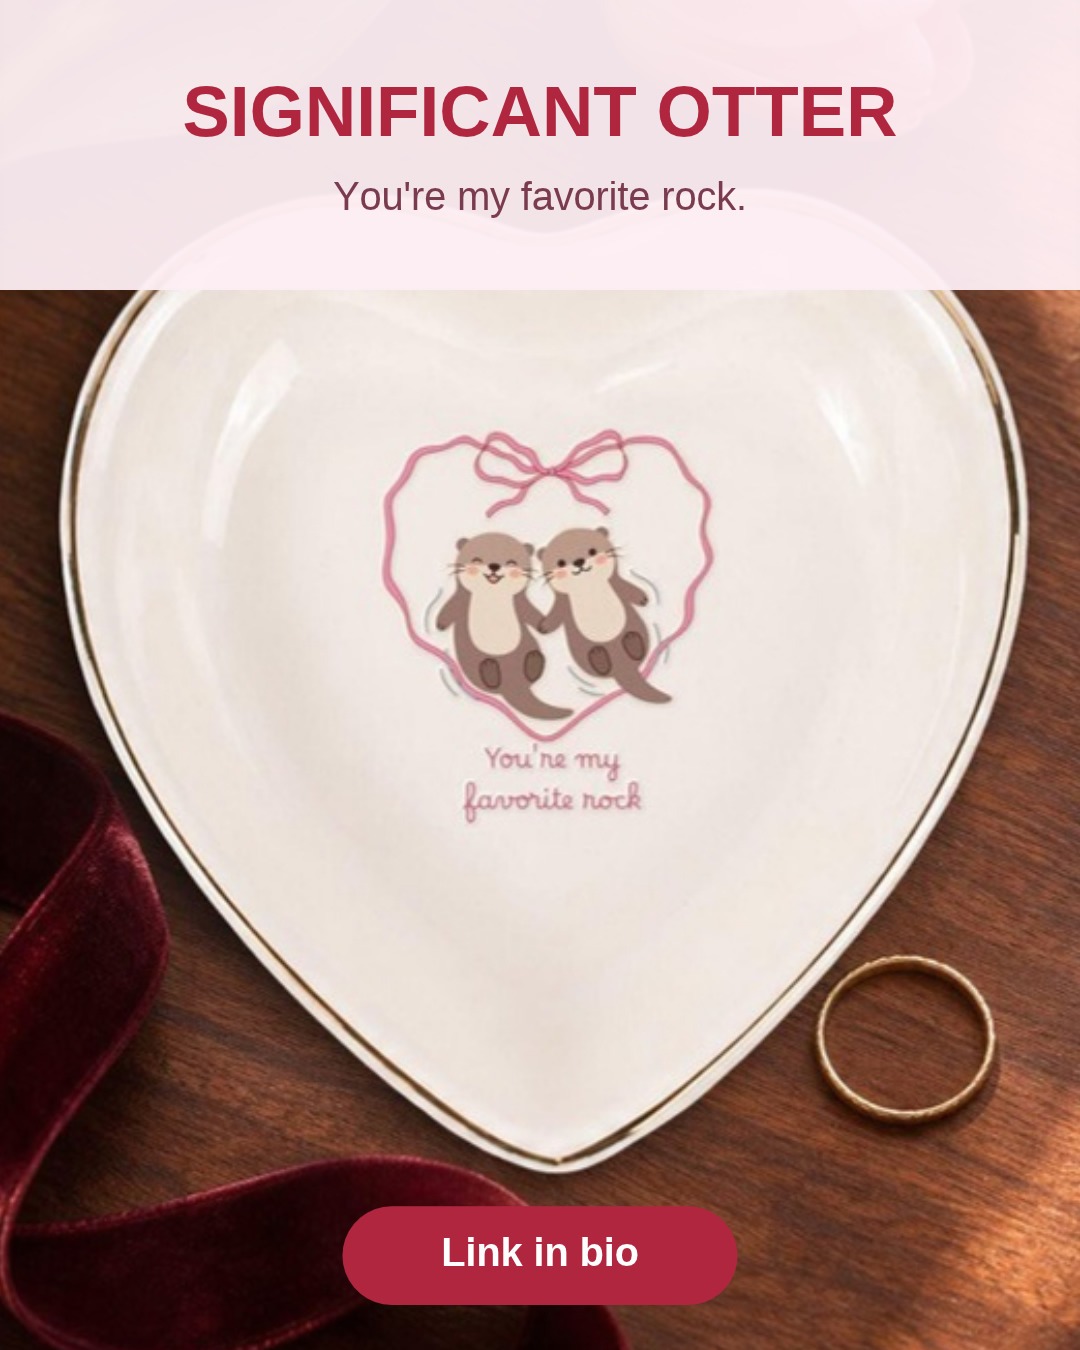 SIGNIFICANT OTTER
You're my favorite rock.
You're my
favorite rock
Link in bio